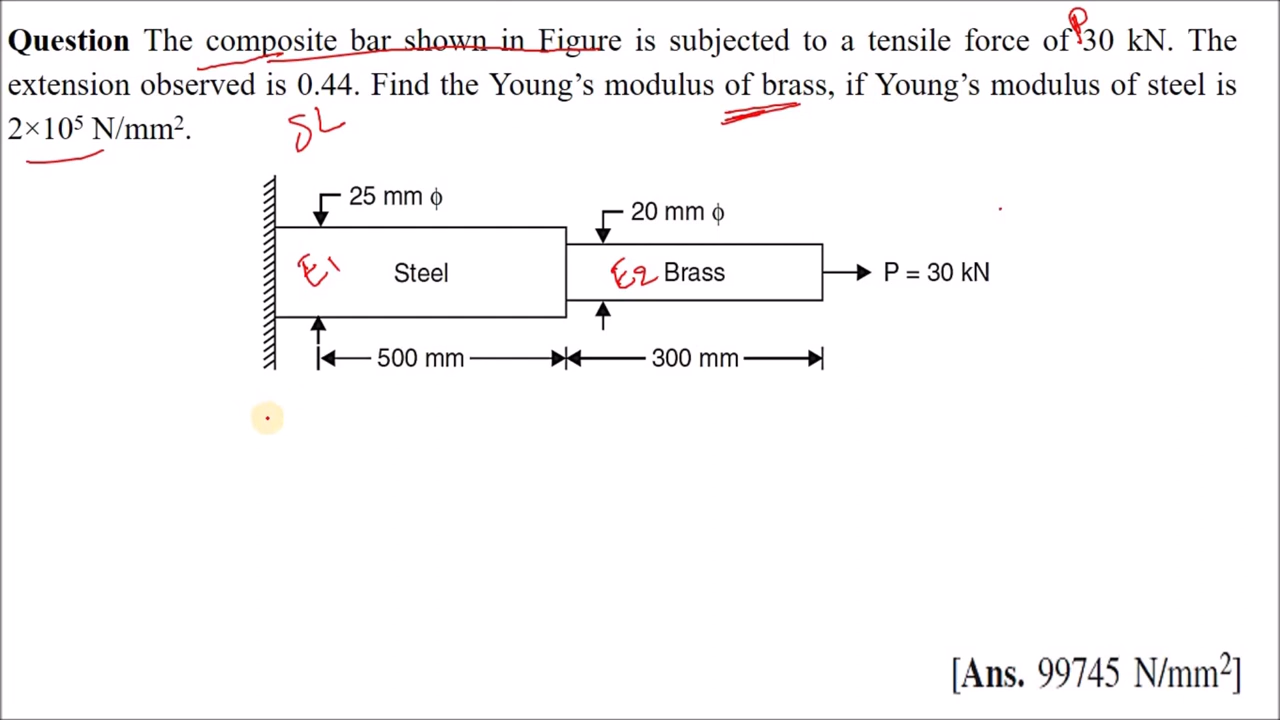 P
Question The composite bar shown in Figure is subjected to a tensile force of 30 kN. The
extension observed is 0.44. Find the Young's modulus of brass, if Young's modulus of steel is
2×10⁵ N/mm².
δL
25 mm ϕ
20 mm ϕ
E1 Steel
E2 Brass
P = 30 kN
500 mm
300 mm
[Ans. 99745 N/mm²]